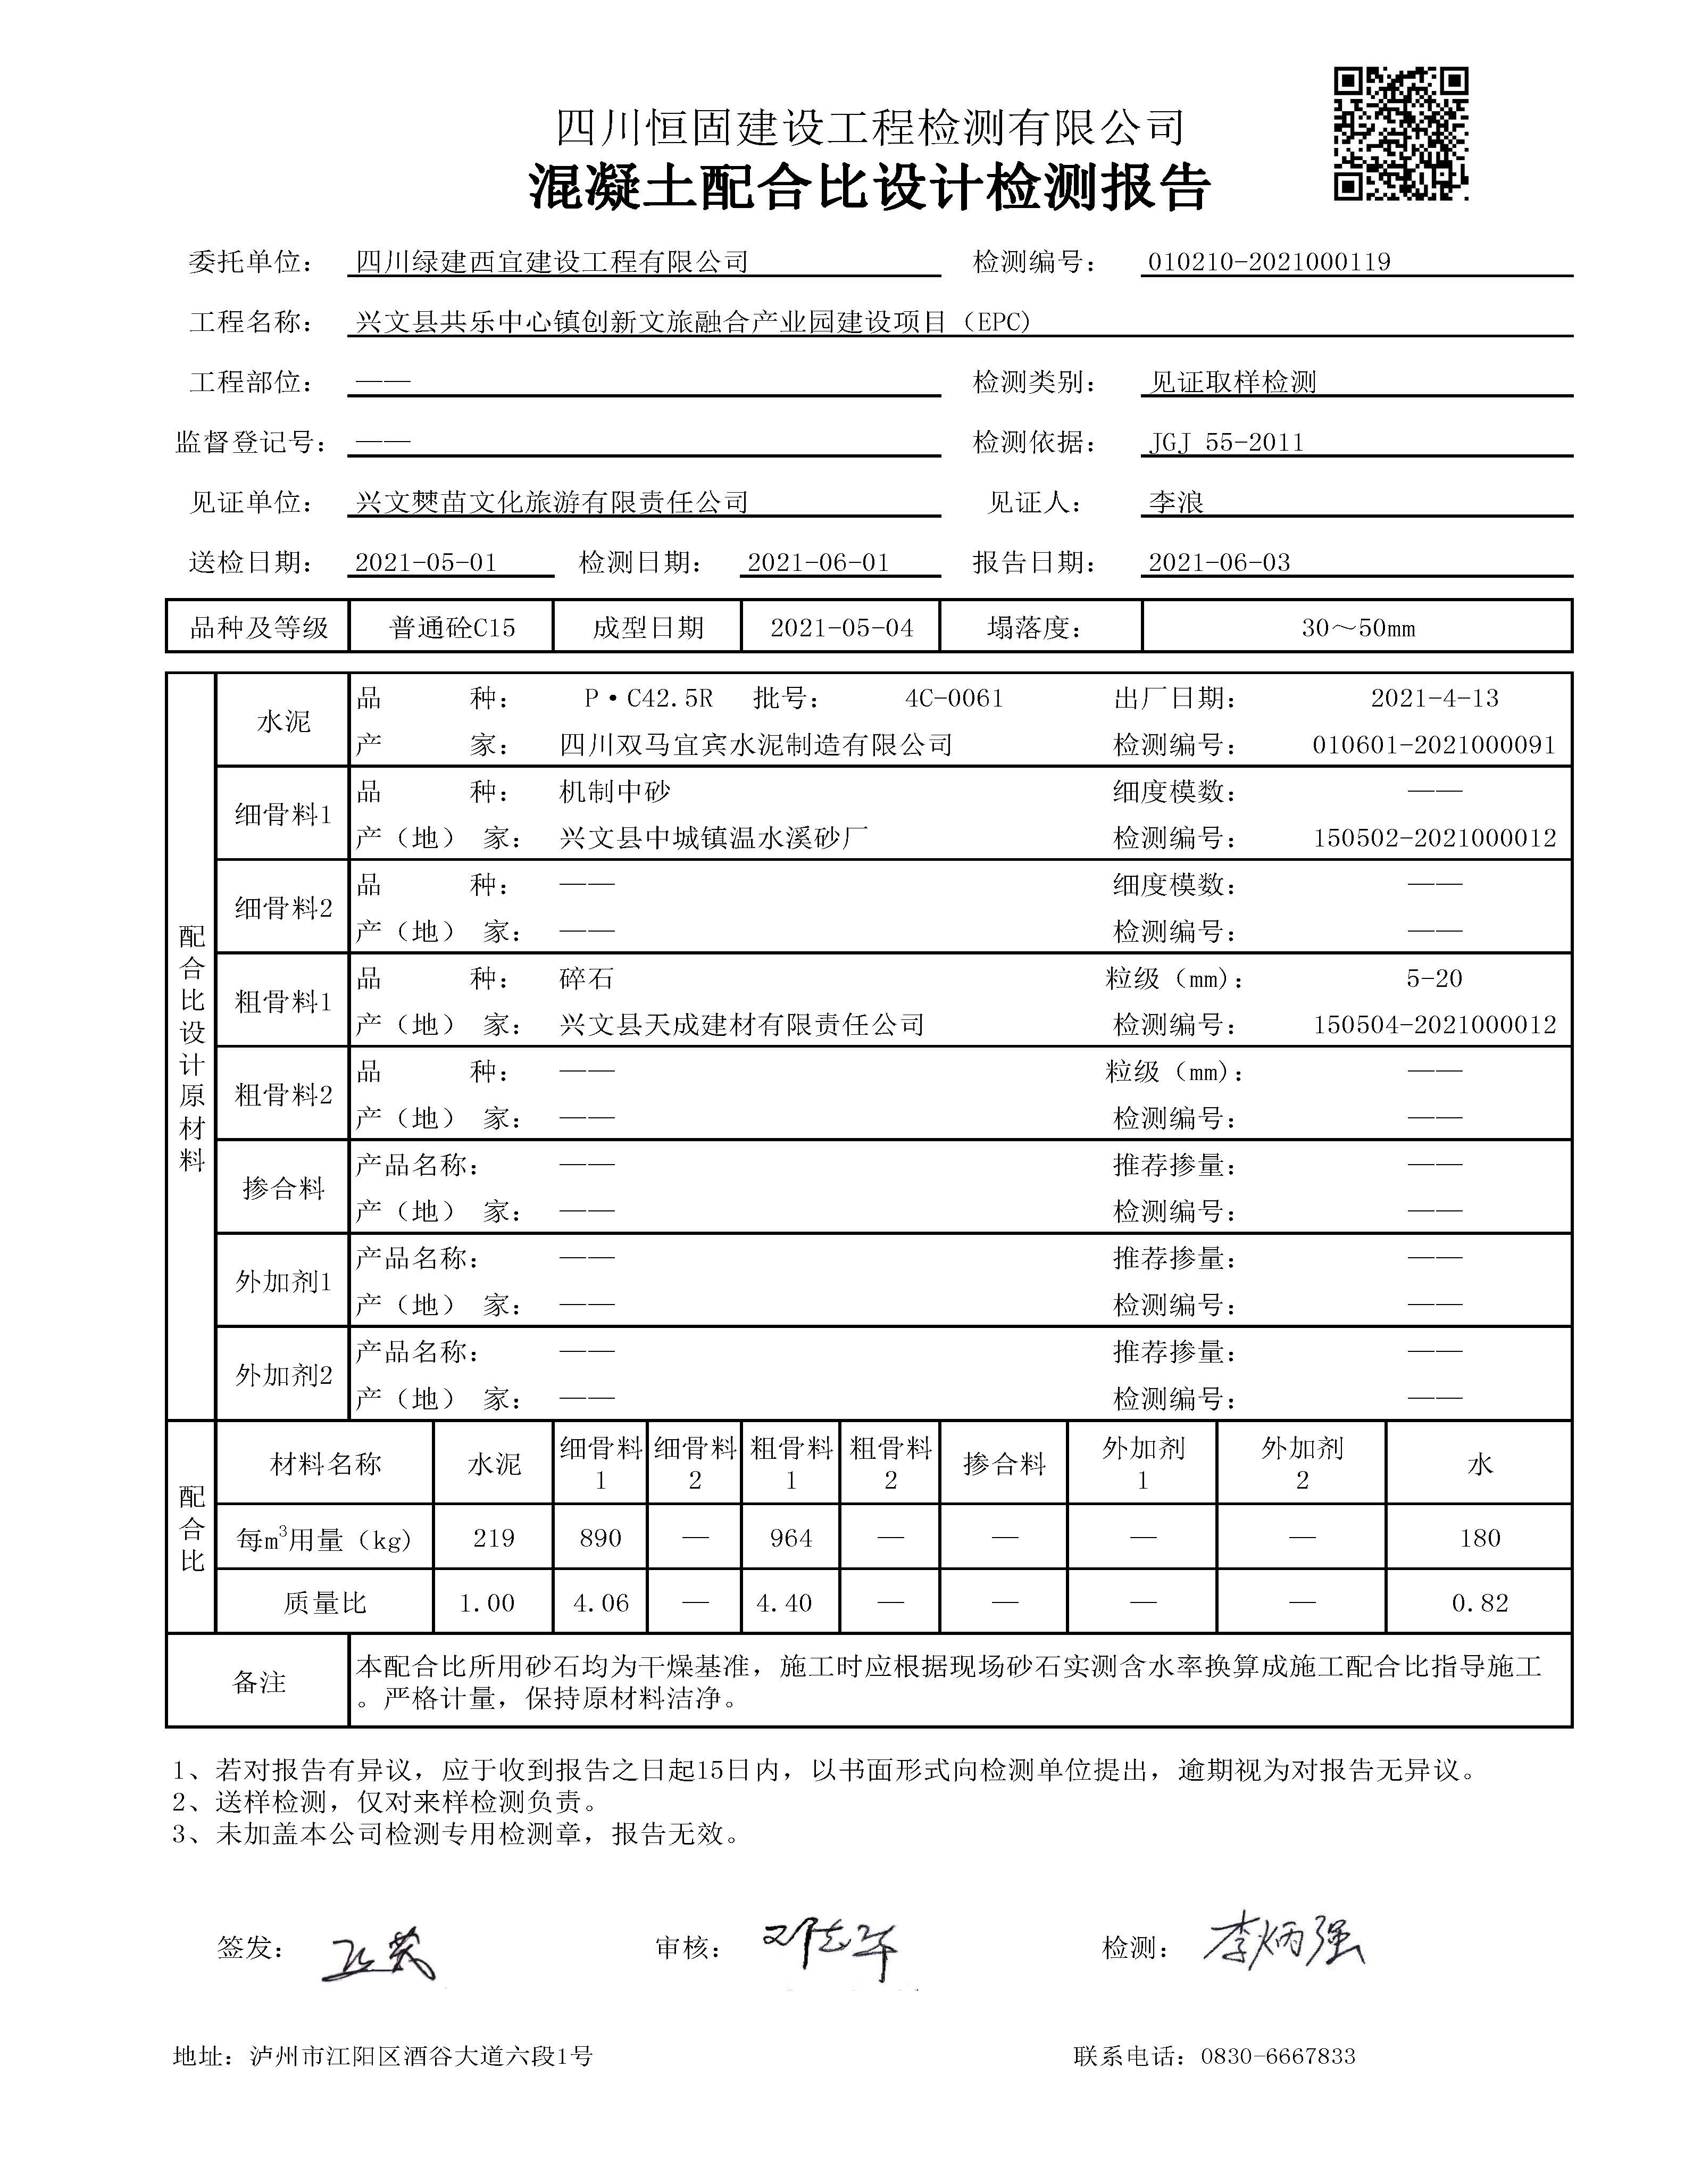 四川恒固建设工程检测有限公司
混凝土配合比设计检测报告
委托单位： 四川绿建西宜建设工程有限公司 检测编号： 010210-2021000119
工程名称： 兴文县共乐中心镇创新文旅融合产业园建设项目（EPC）
工程部位： —— 检测类别： 见证取样检测
监督登记号： —— 检测依据： JGJ 55-2011
见证单位： 兴文僰苗文化旅游有限责任公司 见证人： 李浪
送检日期： 2021-05-01 检测日期： 2021-06-01 报告日期： 2021-06-03
品种及等级 普通砼C15 成型日期 2021-05-04 塌落度： 30～50mm
配合比设计原材料
水泥
品 种： P·C42.5R 批号： 4C-0061 出厂日期： 2021-4-13
产 家： 四川双马宜宾水泥制造有限公司 检测编号： 010601-2021000091
细骨料1
品 种： 机制中砂 细度模数： ——
产（地） 家： 兴文县中城镇温水溪砂厂 检测编号： 150502-2021000012
细骨料2
品 种： —— 细度模数： ——
产（地） 家： —— 检测编号： ——
粗骨料1
品 种： 碎石 粒级（mm）： 5-20
产（地） 家： 兴文县天成建材有限责任公司 检测编号： 150504-2021000012
粗骨料2
品 种： —— 粒级（mm）： ——
产（地） 家： —— 检测编号： ——
掺合料
产品名称： —— 推荐掺量： ——
产（地） 家： —— 检测编号： ——
外加剂1
产品名称： —— 推荐掺量： ——
产（地） 家： —— 检测编号： ——
外加剂2
产品名称： —— 推荐掺量： ——
产（地） 家： —— 检测编号： ——
配合比
材料名称 水泥 细骨料1 细骨料2 粗骨料1 粗骨料2 掺合料 外加剂1 外加剂2 水
每m³用量（kg） 219 890 — 964 — — — — 180
质量比 1.00 4.06 — 4.40 — — — — 0.82
备注
本配合比所用砂石均为干燥基准，施工时应根据现场砂石实测含水率换算成施工配合比指导施工
。严格计量，保持原材料洁净。
1、若对报告有异议，应于收到报告之日起15日内，以书面形式向检测单位提出，逾期视为对报告无异议。
2、送样检测，仅对来样检测负责。
3、未加盖本公司检测专用检测章，报告无效。
签发： 审核： 检测： 李炳强
地址：泸州市江阳区酒谷大道六段1号 联系电话：0830-6667833